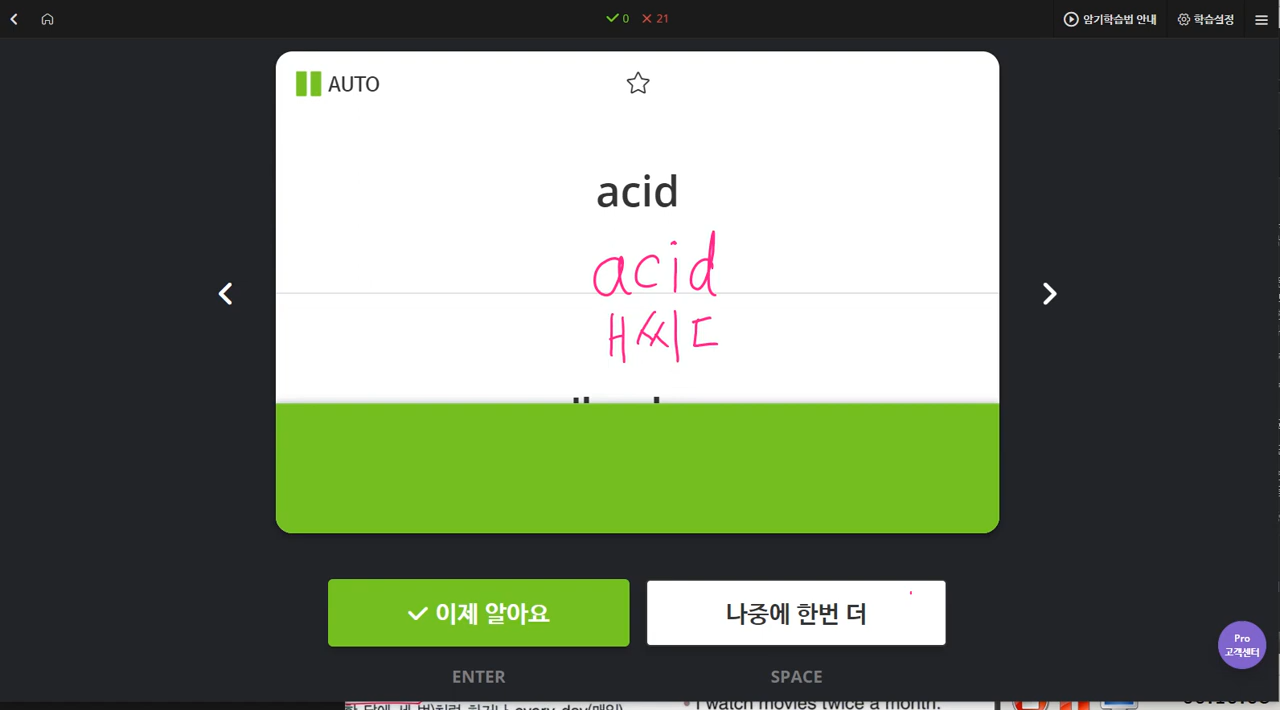 0 21 암기학습법 안내 학습설정
AUTO
acid
acid
ㅐ씨ㄷ
이제 알아요 나중에 한번 더
Pro
고객센터
ENTER SPACE
I watch movies twice a month.